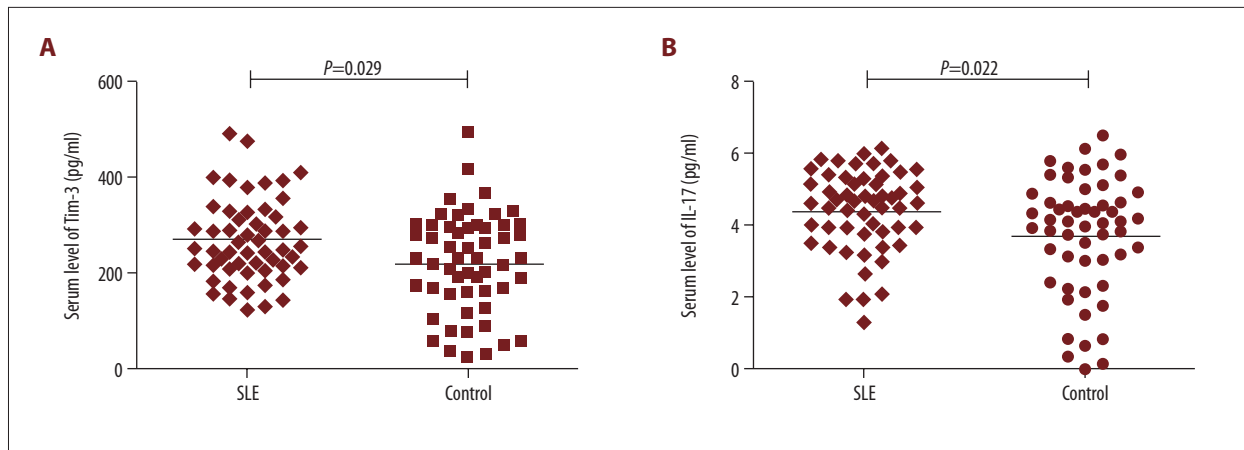 A
P=0.029
Serum level of Tim-3 (pg/ml)
600
400
200
0
SLE
Control
B
P=0.022
Serum level of IL-17 (pg/ml)
8
6
4
2
0
SLE
Control